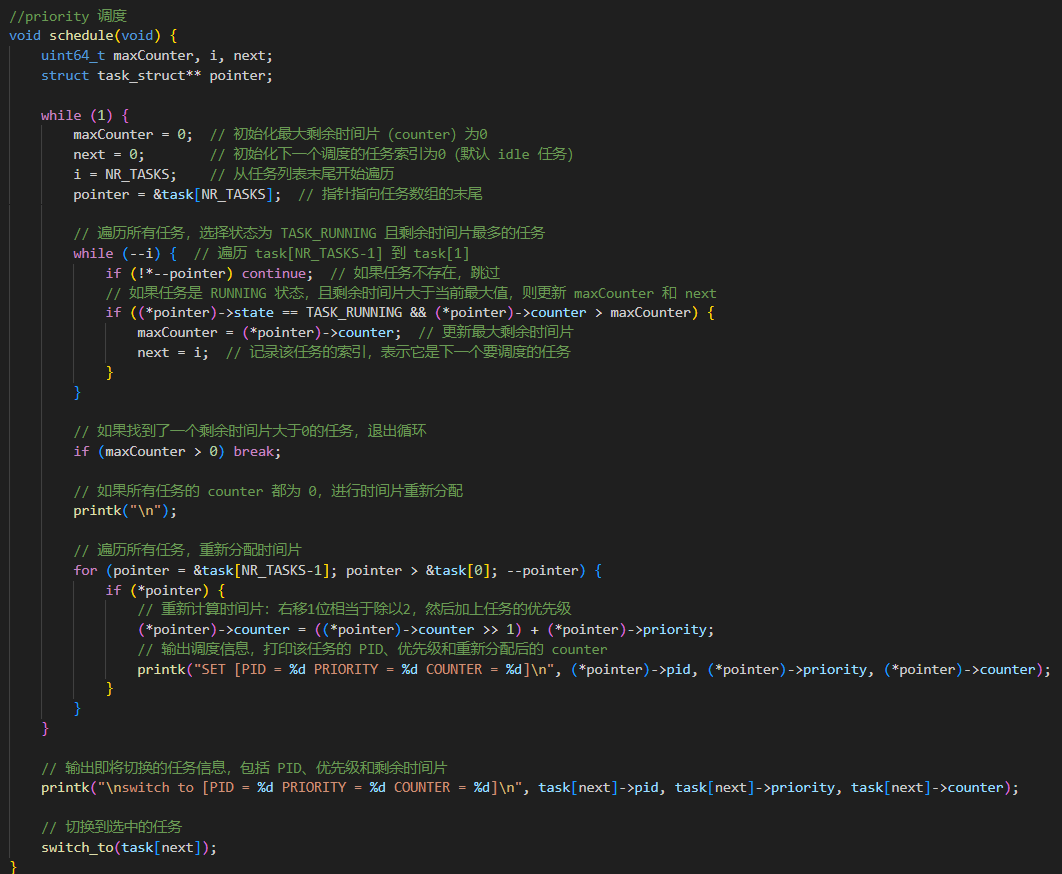 //priority 调度
void schedule(void) {
    uint64_t maxCounter, i, next;
    struct task_struct** pointer;

    while (1) {
        maxCounter = 0;  // 初始化最大剩余时间片（counter）为0
        next = 0;        // 初始化下一个调度的任务索引为0（默认 idle 任务）
        i = NR_TASKS;    // 从任务列表末尾开始遍历
        pointer = &task[NR_TASKS];  // 指针指向任务数组的末尾

        // 遍历所有任务，选择状态为 TASK_RUNNING 且剩余时间片最多的任务
        while (--i) {  // 遍历 task[NR_TASKS-1] 到 task[1]
            if (!*--pointer) continue;  // 如果任务不存在，跳过
            // 如果任务是 RUNNING 状态，且剩余时间片大于当前最大值，则更新 maxCounter 和 next
            if ((*pointer)->state == TASK_RUNNING && (*pointer)->counter > maxCounter) {
                maxCounter = (*pointer)->counter;  // 更新最大剩余时间片
                next = i;  // 记录该任务的索引，表示它是下一个要调度的任务
            }
        }

        // 如果找到了一个剩余时间片大于0的任务，退出循环
        if (maxCounter > 0) break;

        // 如果所有任务的 counter 都为 0，进行时间片重新分配
        printk("\n");

        // 遍历所有任务，重新分配时间片
        for (pointer = &task[NR_TASKS-1]; pointer > &task[0]; --pointer) {
            if (*pointer) {
                // 重新计算时间片：右移1位相当于除以2，然后加上任务的优先级
                (*pointer)->counter = ((*pointer)->counter >> 1) + (*pointer)->priority;
                // 输出调度信息，打印该任务的 PID、优先级和重新分配后的 counter
                printk("SET [PID = %d PRIORITY = %d COUNTER = %d]\n", (*pointer)->pid, (*pointer)->priority, (*pointer)->counter);
            }
        }
    }

    // 输出即将切换的任务信息，包括 PID、优先级和剩余时间片
    printk("\nswitch to [PID = %d PRIORITY = %d COUNTER = %d]\n", task[next]->pid, task[next]->priority, task[next]->counter);

    // 切换到选中的任务
    switch_to(task[next]);
}